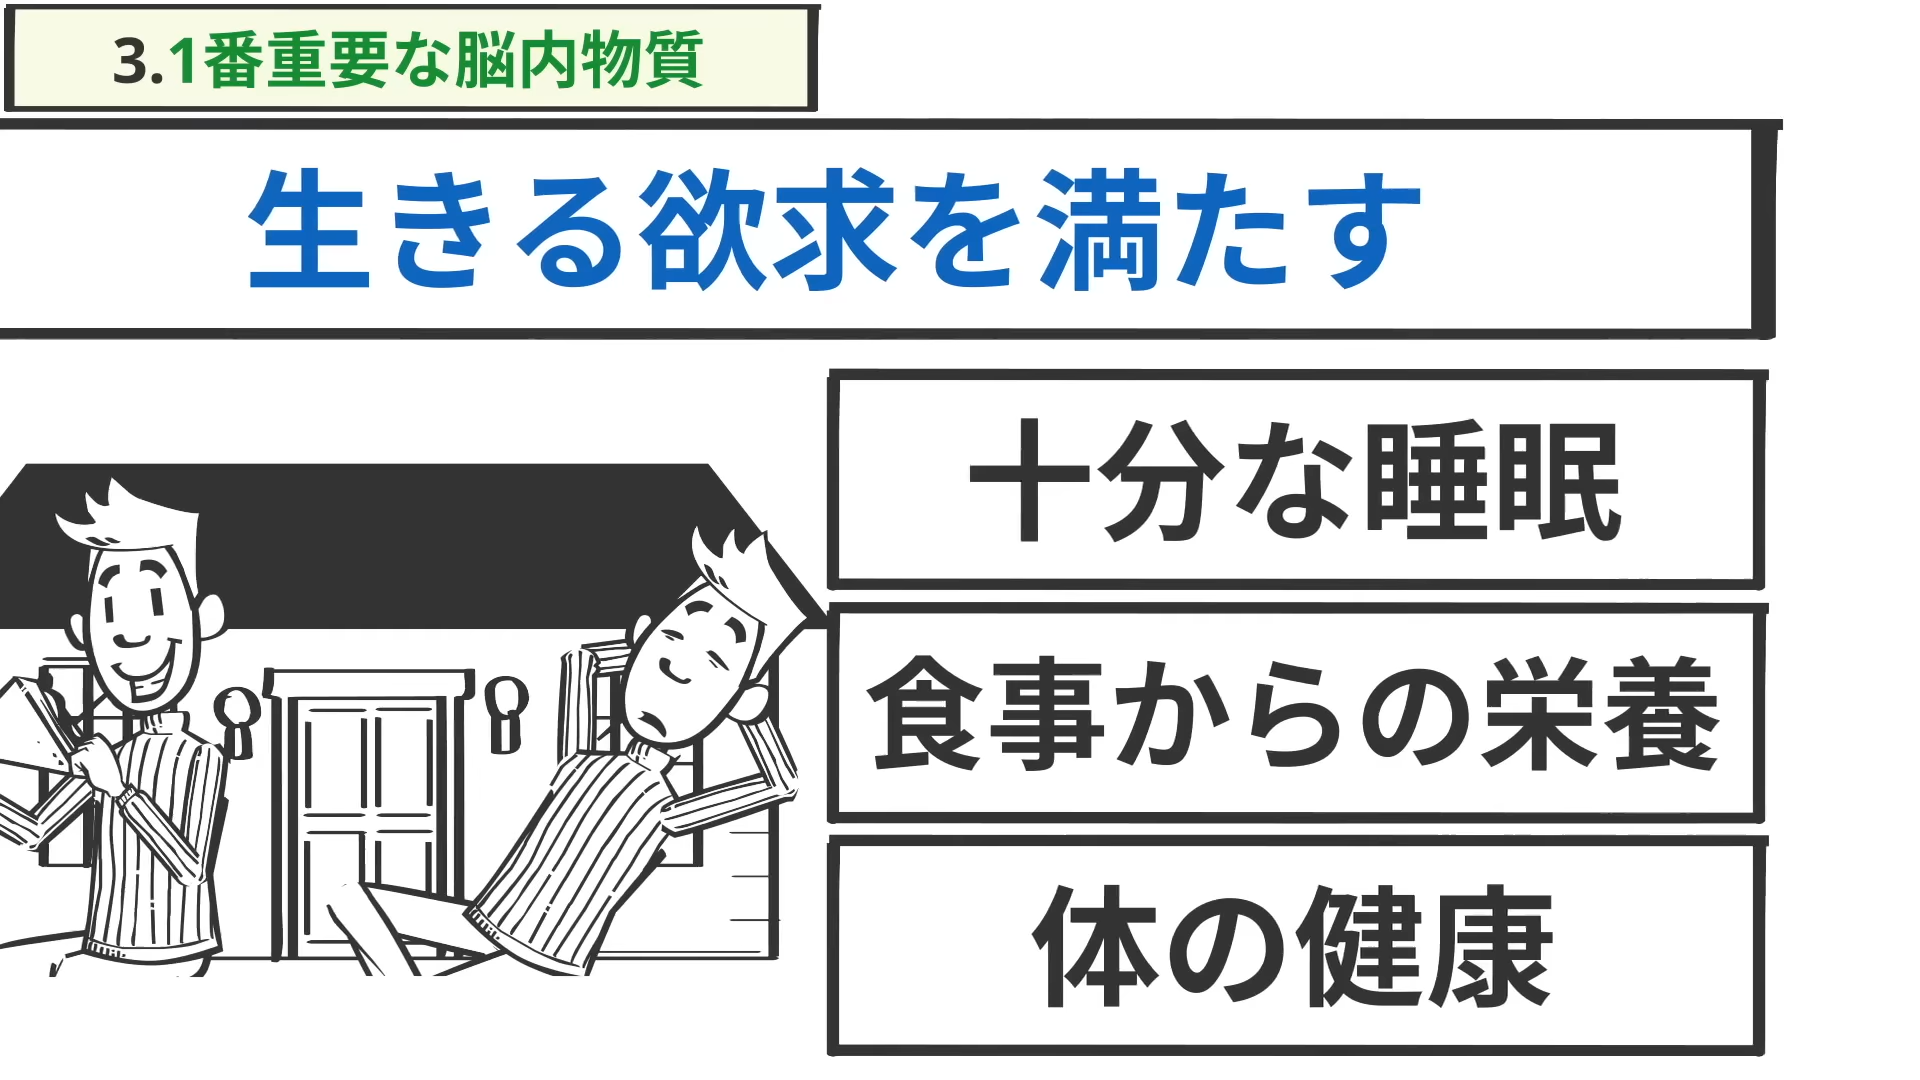 3.1番重要な脳内物質
生きる欲求を満たす
十分な睡眠
食事からの栄養
体の健康